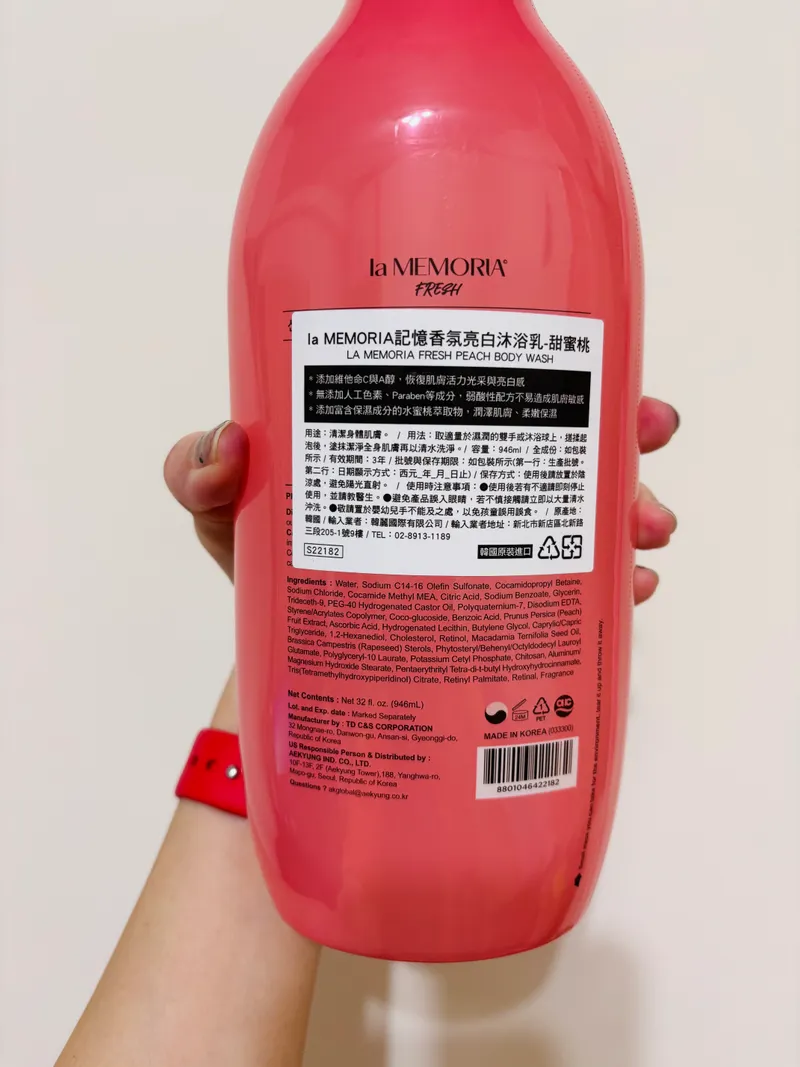 la MEMORIA
FRESH
la MEMORIA記憶香氛亮白沐浴乳-甜蜜桃
LA MEMORIA FRESH PEACH BODY WASH
*添加維他命C與A醇，恢復肌膚活力光采與亮白感
*無添加人工色素、Paraben等成分，弱酸性配方不易造成肌膚敏感
*添加富含保濕成分的水蜜桃萃取物，潤澤肌膚、柔嫩保濕
用途：清潔身體肌膚。 / 用法：取適量於濕潤的雙手或沐浴球上，搓揉起
泡後，塗抹潔淨全身肌膚再以清水洗淨。/ 容量：946ml / 全成份：如包裝
所示 / 有效期間：3年 / 批號與保存期限：如包裝所示(第一行：生產批號。
第二行：日期顯示方式：西元_年_月_日止) / 保存方式：使用後請放置於陰
涼處，避免陽光直射。 / 使用時注意事項：●使用後若有不適請即刻停止
使用，並請教醫生。●避免產品誤入眼睛，若不慎接觸請立即以大量清水
沖洗。●敬請放置於嬰幼兒手不能及之處，以免孩童誤用誤食。 / 原產地：
韓國 / 輸入業者：韓麗國際有限公司 / 輸入業者地址：新北市新店區北新路
三段205-1號9樓 / TEL：02-8913-1189
S22182
韓國原裝進口
Ingredients : Water, Sodium C14-16 Olefin Sulfonate, Cocamidopropyl Betaine,
Sodium Chloride, Cocamide Methyl MEA, Citric Acid, Sodium Benzoate, Glycerin,
Trideceth-9, PEG-40 Hydrogenated Castor Oil, Polyquaternium-7, Disodium EDTA,
Styrene/Acrylates Copolymer, Coco-glucoside, Benzoic Acid, Prunus Persica (Peach)
Fruit Extract, Ascorbic Acid, Hydrogenated Lecithin, Butylene Glycol, Caprylic/Capric
Triglyceride, 1,2-Hexanediol, Cholesterol, Retinol, Macadamia Ternifolia Seed Oil,
Brassica Campestris (Rapeseed) Sterols, Phytosteryl/Behenyl/Octyldodecyl Lauroyl
Glutamate, Polyglyceryl-10 Laurate, Potassium Cetyl Phosphate, Chitosan, Aluminum/
Magnesium Hydroxide Stearate, Pentaerythrityl Tetra-di-t-butyl Hydroxyhydrocinnamate,
Tris(Tetramethylhydroxypiperidinol) Citrate, Retinyl Palmitate, Retinal, Fragrance
Net Contents : Net 32 fl. oz. (946mL)
Lot. and Exp. date : Marked Separately
Manufacturer by : TD C&S CORPORATION
32 Mongnae-ro, Danwon-gu, Ansan-si, Gyeonggi-do,
Republic of Korea
US Responsible Person & Distributed by :
AEKYUNG IND. CO., LTD.
10F-13F, 2F (Aekyung Tower),188, Yanghwa-ro,
Mapo-gu, Seoul, Republic of Korea
Questions ? akglobal@aekyung.co.kr
24M
PET
MADE IN KOREA (033300)
8801046422182